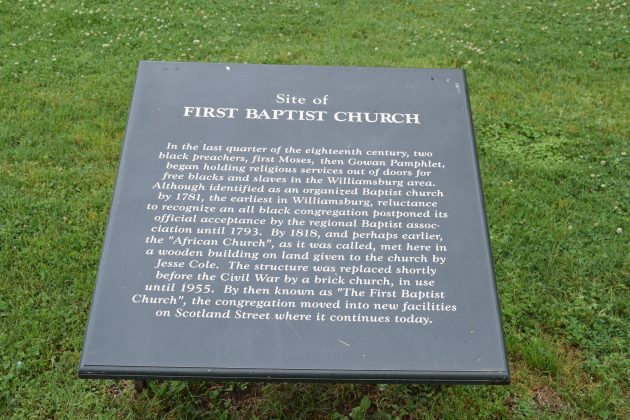 Site of
FIRST BAPTIST CHURCH
In the last quarter of the eighteenth century, two
black preachers, first Moses, then Gowan Pamphlet,
began holding religious services out of doors for
free blacks and slaves in the Williamsburg area.
Although identified as an organized Baptist church
by 1781, the earliest in Williamsburg, reluctance
to recognize an all black congregation postponed its
official acceptance by the regional Baptist assoc-
ciation until 1793. By 1818, and perhaps earlier,
the "African Church", as it was called, met here in
a wooden building on land given to the church by
Jesse Cole. The structure was replaced shortly
before the Civil War by a brick church, in use
until 1955. By then known as "The First Baptist
Church", the congregation moved into new facilities
on Scotland Street where it continues today.